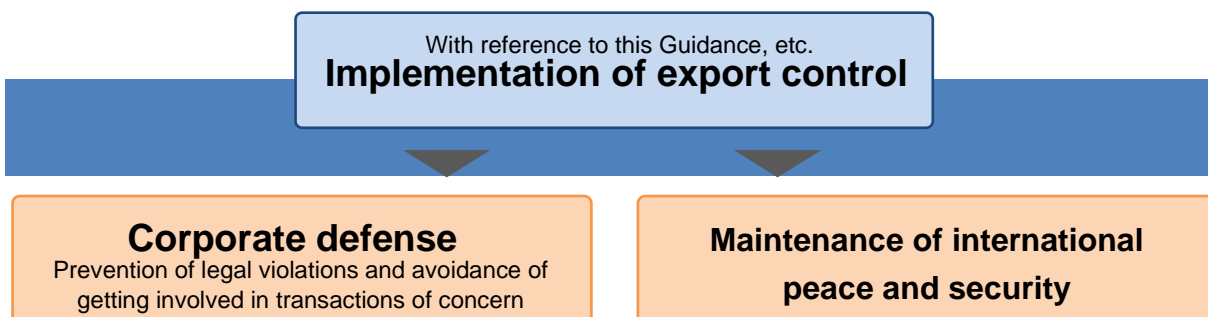 With reference to this Guidance, etc.
Implementation of export control
Corporate defense
Prevention of legal violations and avoidance of
getting involved in transactions of concern
Maintenance of international
peace and security